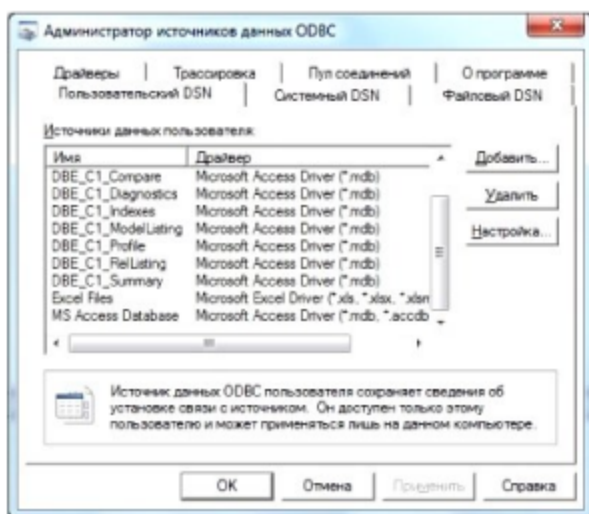 Администратор источников данных ODBC
Драйверы Трассировка Пул соединений О программе
Пользовательский DSN Системный DSN Файловый DSN
Источники данных пользователя:
Имя Драйвер
DBE_C1_Compare Microsoft Access Driver (*.mdb)
DBE_C1_Diagnostics Microsoft Access Driver (*.mdb)
DBE_C1_Indexes Microsoft Access Driver (*.mdb)
DBE_C1_ModelListing Microsoft Access Driver (*.mdb)
DBE_C1_Profile Microsoft Access Driver (*.mdb)
DBE_C1_RelListing Microsoft Access Driver (*.mdb)
DBE_C1_Summary Microsoft Access Driver (*.mdb)
Excel Files Microsoft Excel Driver (*.xls, *.xlsx, *.xlsm
MS Access Database Microsoft Access Driver (*.mdb, *.accdb
Добавить...
Удалить
Настройка...
Источник данных ODBC пользователя сохраняет сведения об
установке связи с источником. Он доступен только этому
пользователю и может применяться лишь на данном компьютере.
OK Отмена Применить Справка